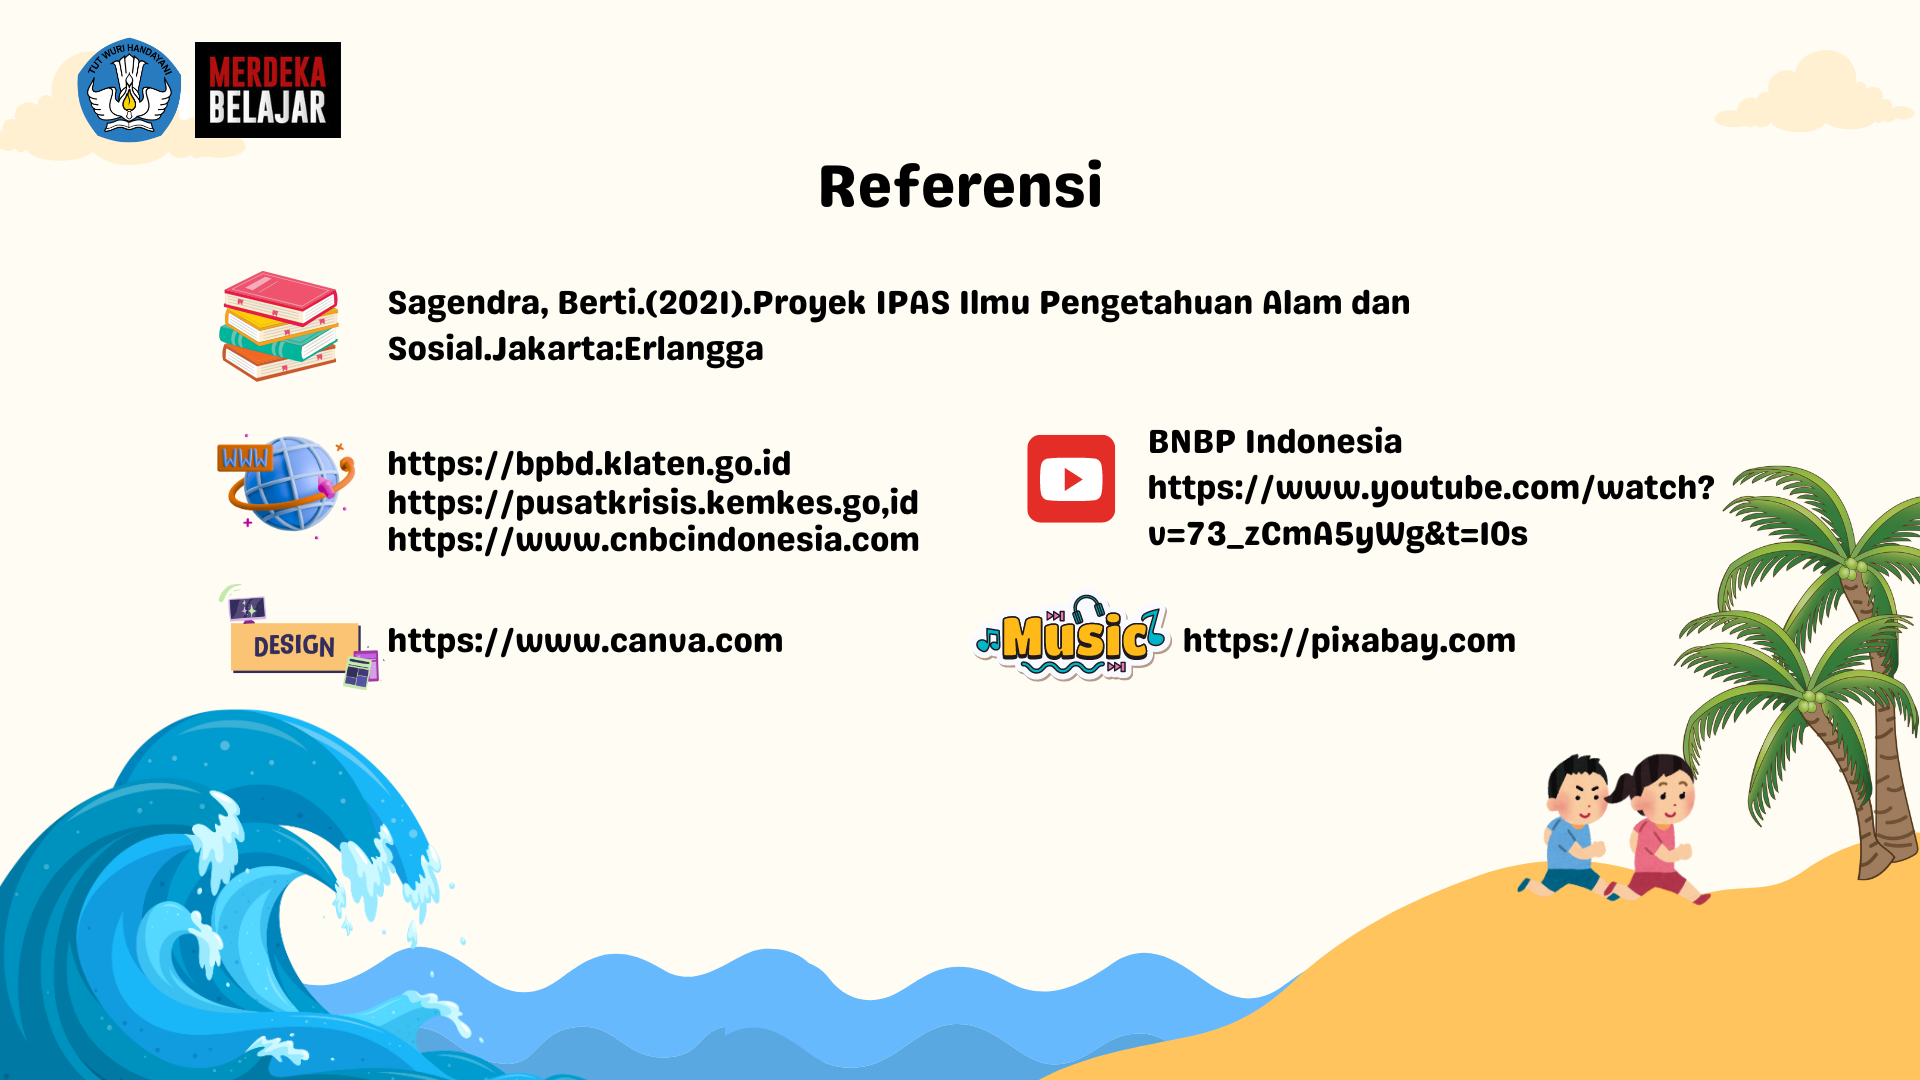 TUT WURI HANDAYANI
MERDEKA
BELAJAR
Referensi
Sagendra, Berti.(2021).Proyek IPAS Ilmu Pengetahuan Alam dan
Sosial.Jakarta:Erlangga
WWW
https://bpbd.klaten.go.id
https://pusatkrisis.kemkes.go,id
https://www.cnbcindonesia.com
BNBP Indonesia
https://www.youtube.com/watch?
v=73_zCmA5yWg&t=10s
DESIGN
https://www.canva.com
Music
https://pixabay.com